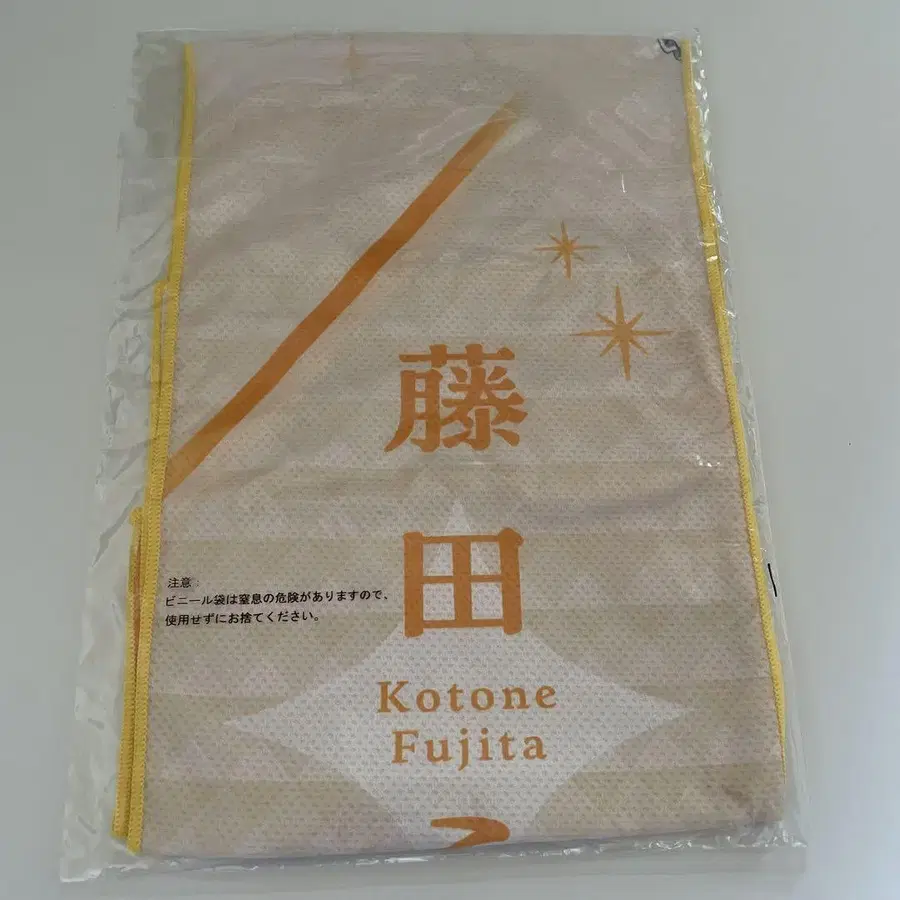 藤
田
Kotone
Fujita
注意：
ビニール袋は窒息の危険がありますので、
使用せずにお捨てください。